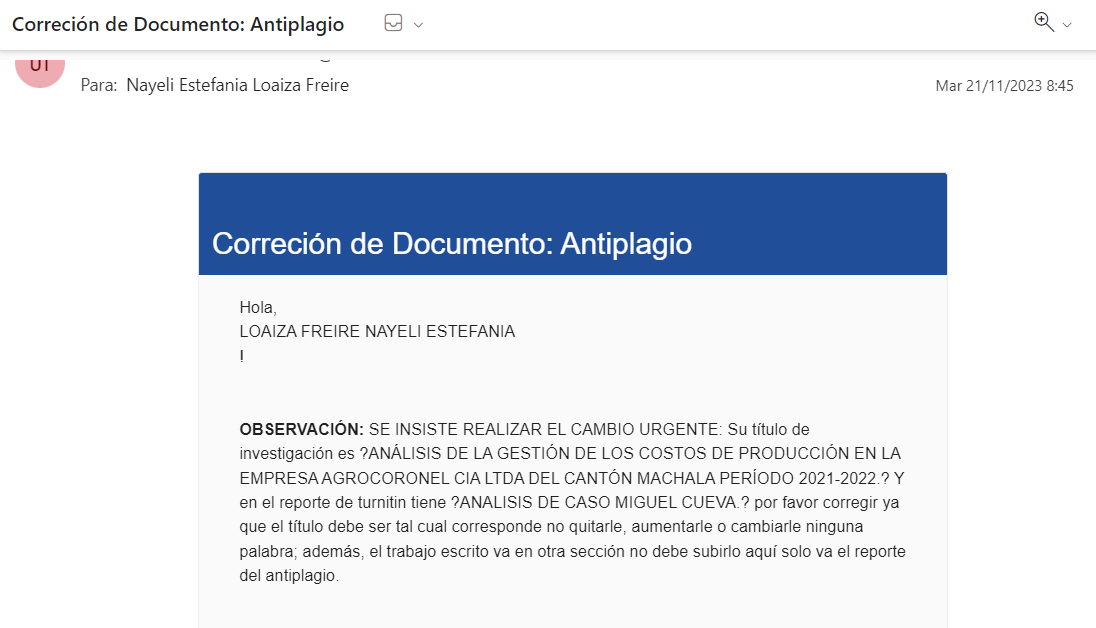 Correción de Documento: Antiplagio
UT
Para: Nayeli Estefania Loaiza Freire
Mar 21/11/2023 8:45
Correción de Documento: Antiplagio
Hola,
LOAIZA FREIRE NAYELI ESTEFANIA
!
OBSERVACIÓN: SE INSISTE REALIZAR EL CAMBIO URGENTE: Su título de
investigación es ?ANÁLISIS DE LA GESTIÓN DE LOS COSTOS DE PRODUCCIÓN EN LA
EMPRESA AGROCORONEL CIA LTDA DEL CANTÓN MACHALA PERÍODO 2021-2022.? Y
en el reporte de turnitin tiene ?ANALISIS DE CASO MIGUEL CUEVA.? por favor corregir ya
que el título debe ser tal cual corresponde no quitarle, aumentarle o cambiarle ninguna
palabra; además, el trabajo escrito va en otra sección no debe subirlo aquí solo va el reporte
del antiplagio.